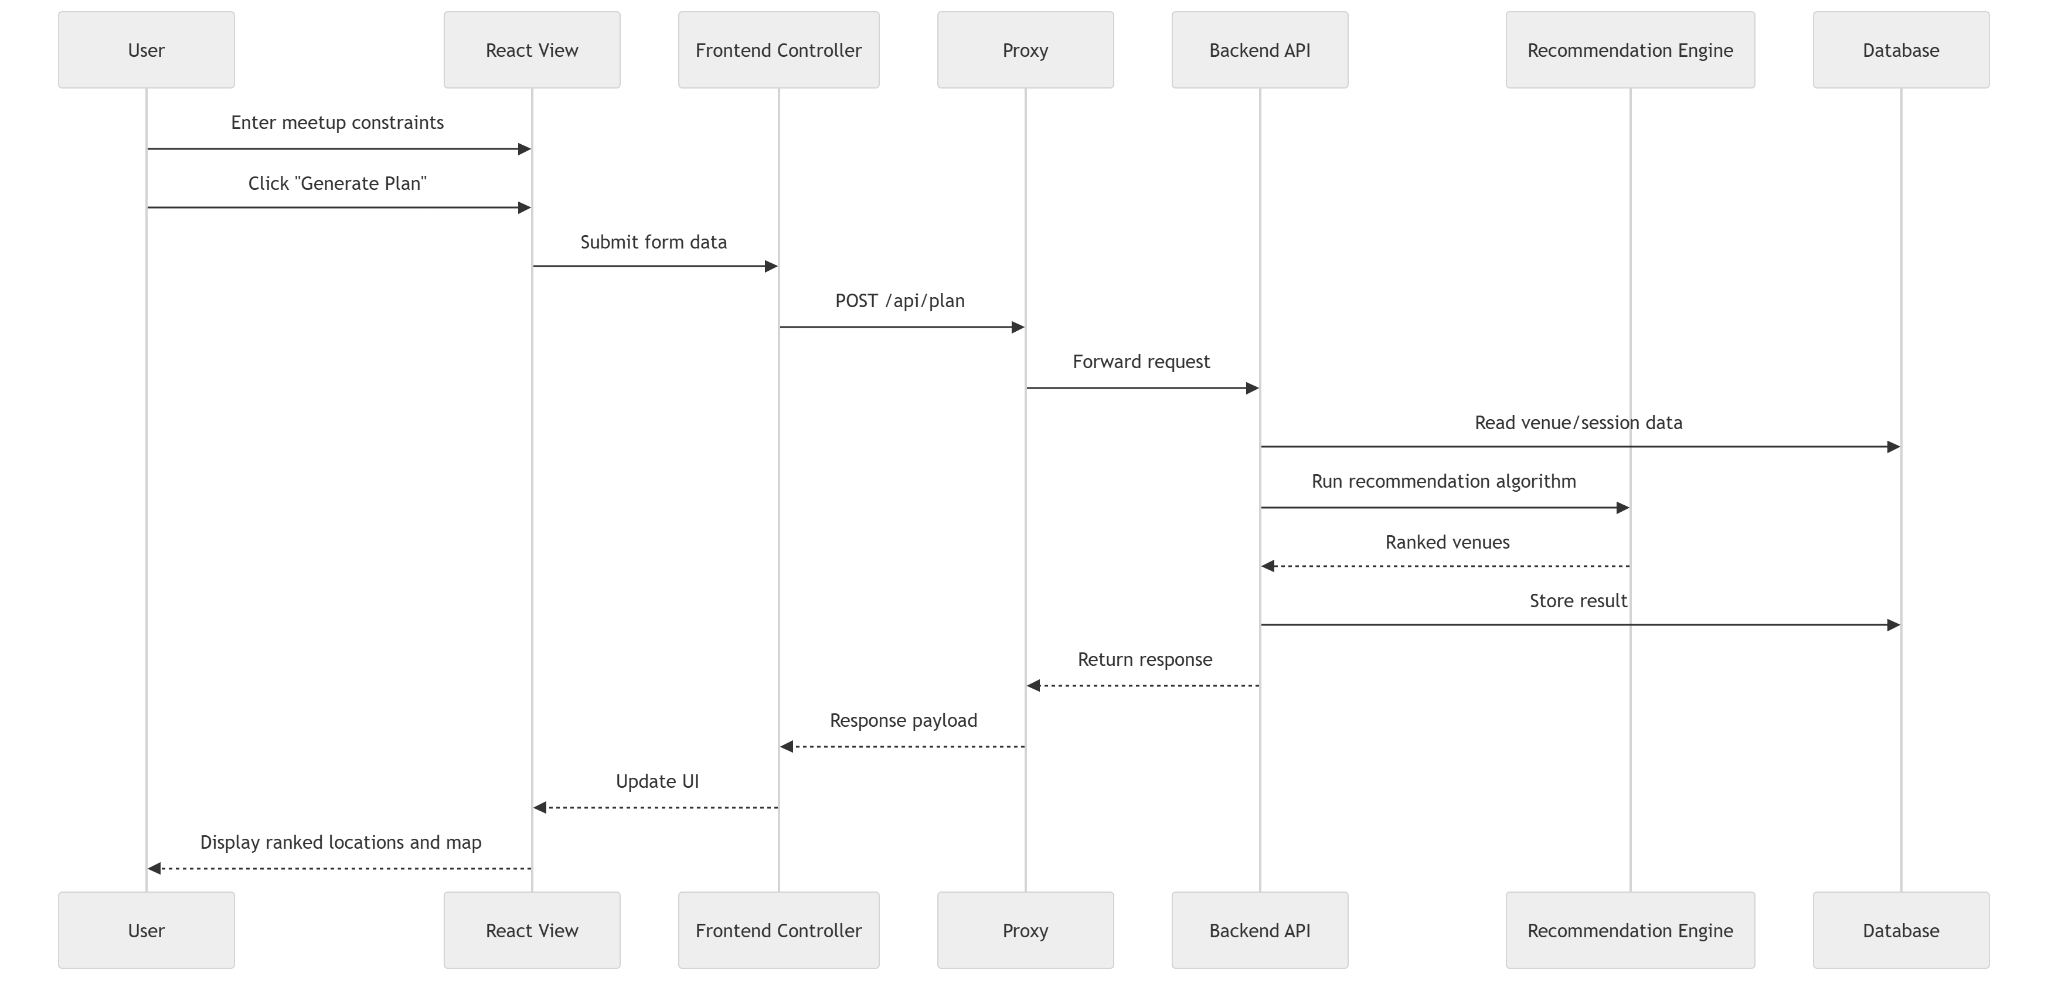 User
React View
Frontend Controller
Proxy
Backend API
Recommendation Engine
Database
Enter meetup constraints
Click "Generate Plan"
Submit form data
POST /api/plan
Forward request
Read venue/session data
Run recommendation algorithm
Ranked venues
Store result
Return response
Response payload
Update UI
Display ranked locations and map
User
React View
Frontend Controller
Proxy
Backend API
Recommendation Engine
Database